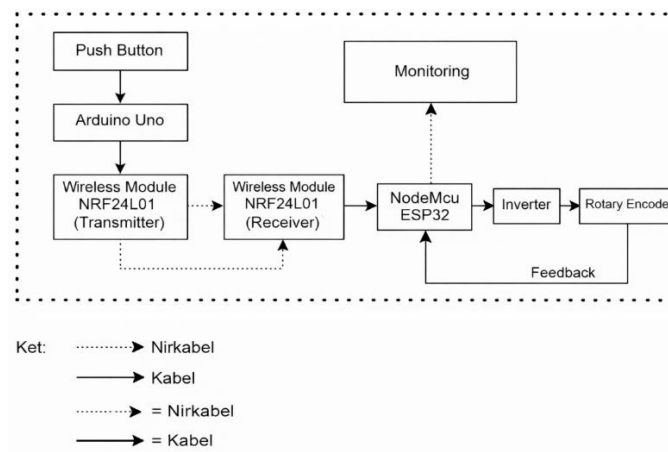 Push Button
Monitoring
Arduino Uno
Wireless Module
NRF24L01
(Transmitter)
Wireless Module
NRF24L01
(Receiver)
NodeMcu
ESP32
Inverter
Rotary Encode
Feedback
Ket:
Nirkabel
Kabel
= Nirkabel
= Kabel